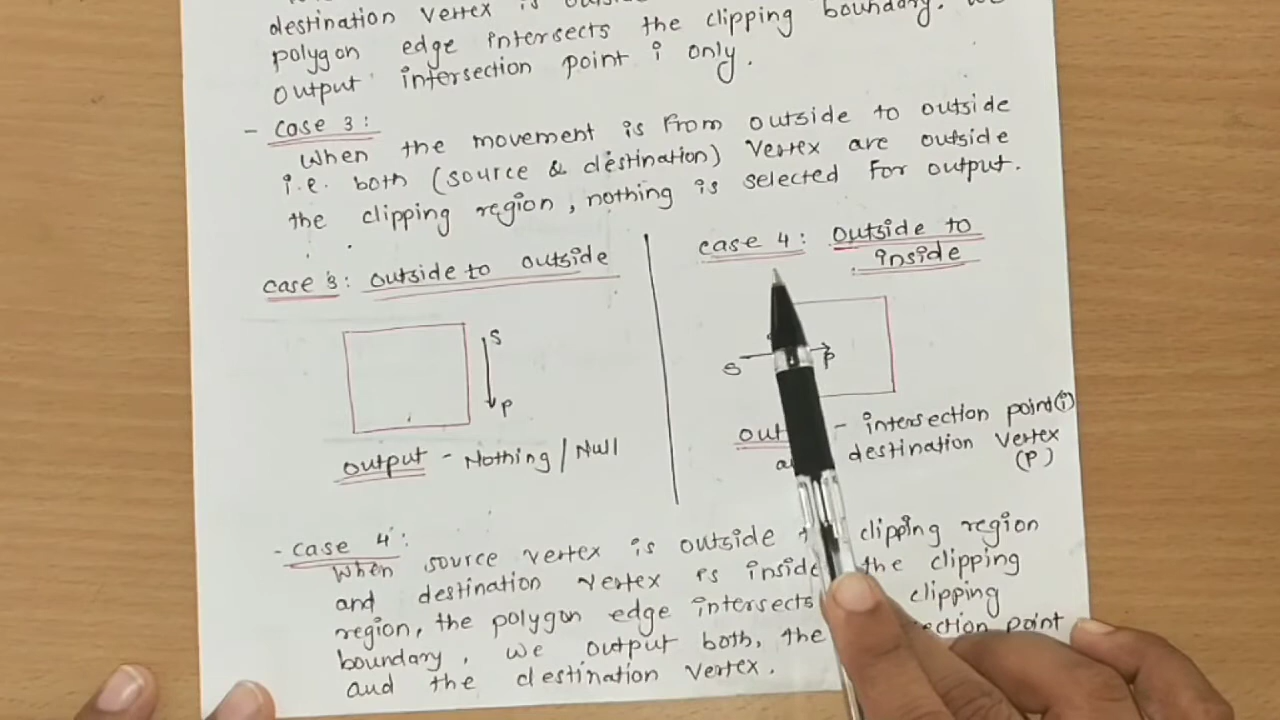 destination vertex is outside
polygon edge intersects the clipping boundary. We
output intersection point i only.
- case 3:
When the movement is from outside to outside
i.e. both (source & destination) vertex are outside
the clipping region, nothing is selected for output.
case 3: outside to outside
S
P
output - Nothing / Null
case 4: outside to
inside
S
P
out - intersection point(i)
destination vertex
(P)
- case 4:
When source vertex is outside clipping region
and destination vertex is inside the clipping
region, the polygon edge intersects clipping
boundary, we output both, the point
and the destination vertex.